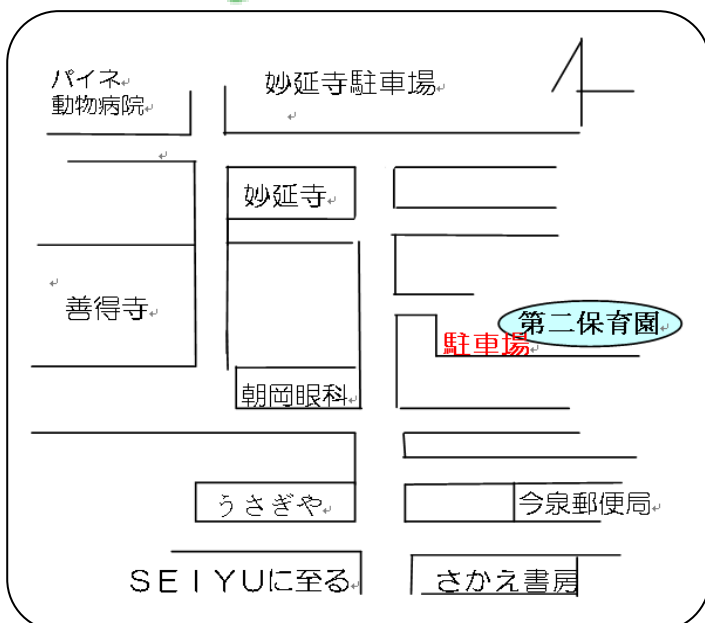 パイネ
動物病院
妙延寺駐車場
妙延寺
善得寺
第二保育園
駐車場
朝岡眼科
うさぎや
今泉郵便局
ＳＥＩＹＵに至る
さかえ書房